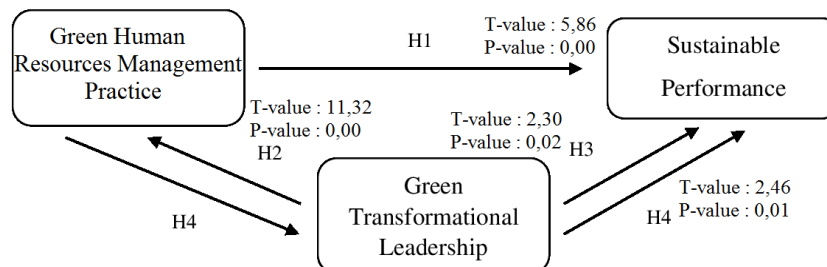 Green Human
Resources Management
Practice
H1
T-value : 5,86
P-value : 0,00
Sustainable
Performance
T-value : 11,32
P-value : 0,00
H2
T-value : 2,30
P-value : 0,02
H3
H4
Green
Transformational
Leadership
T-value : 2,46
P-value : 0,01
H4